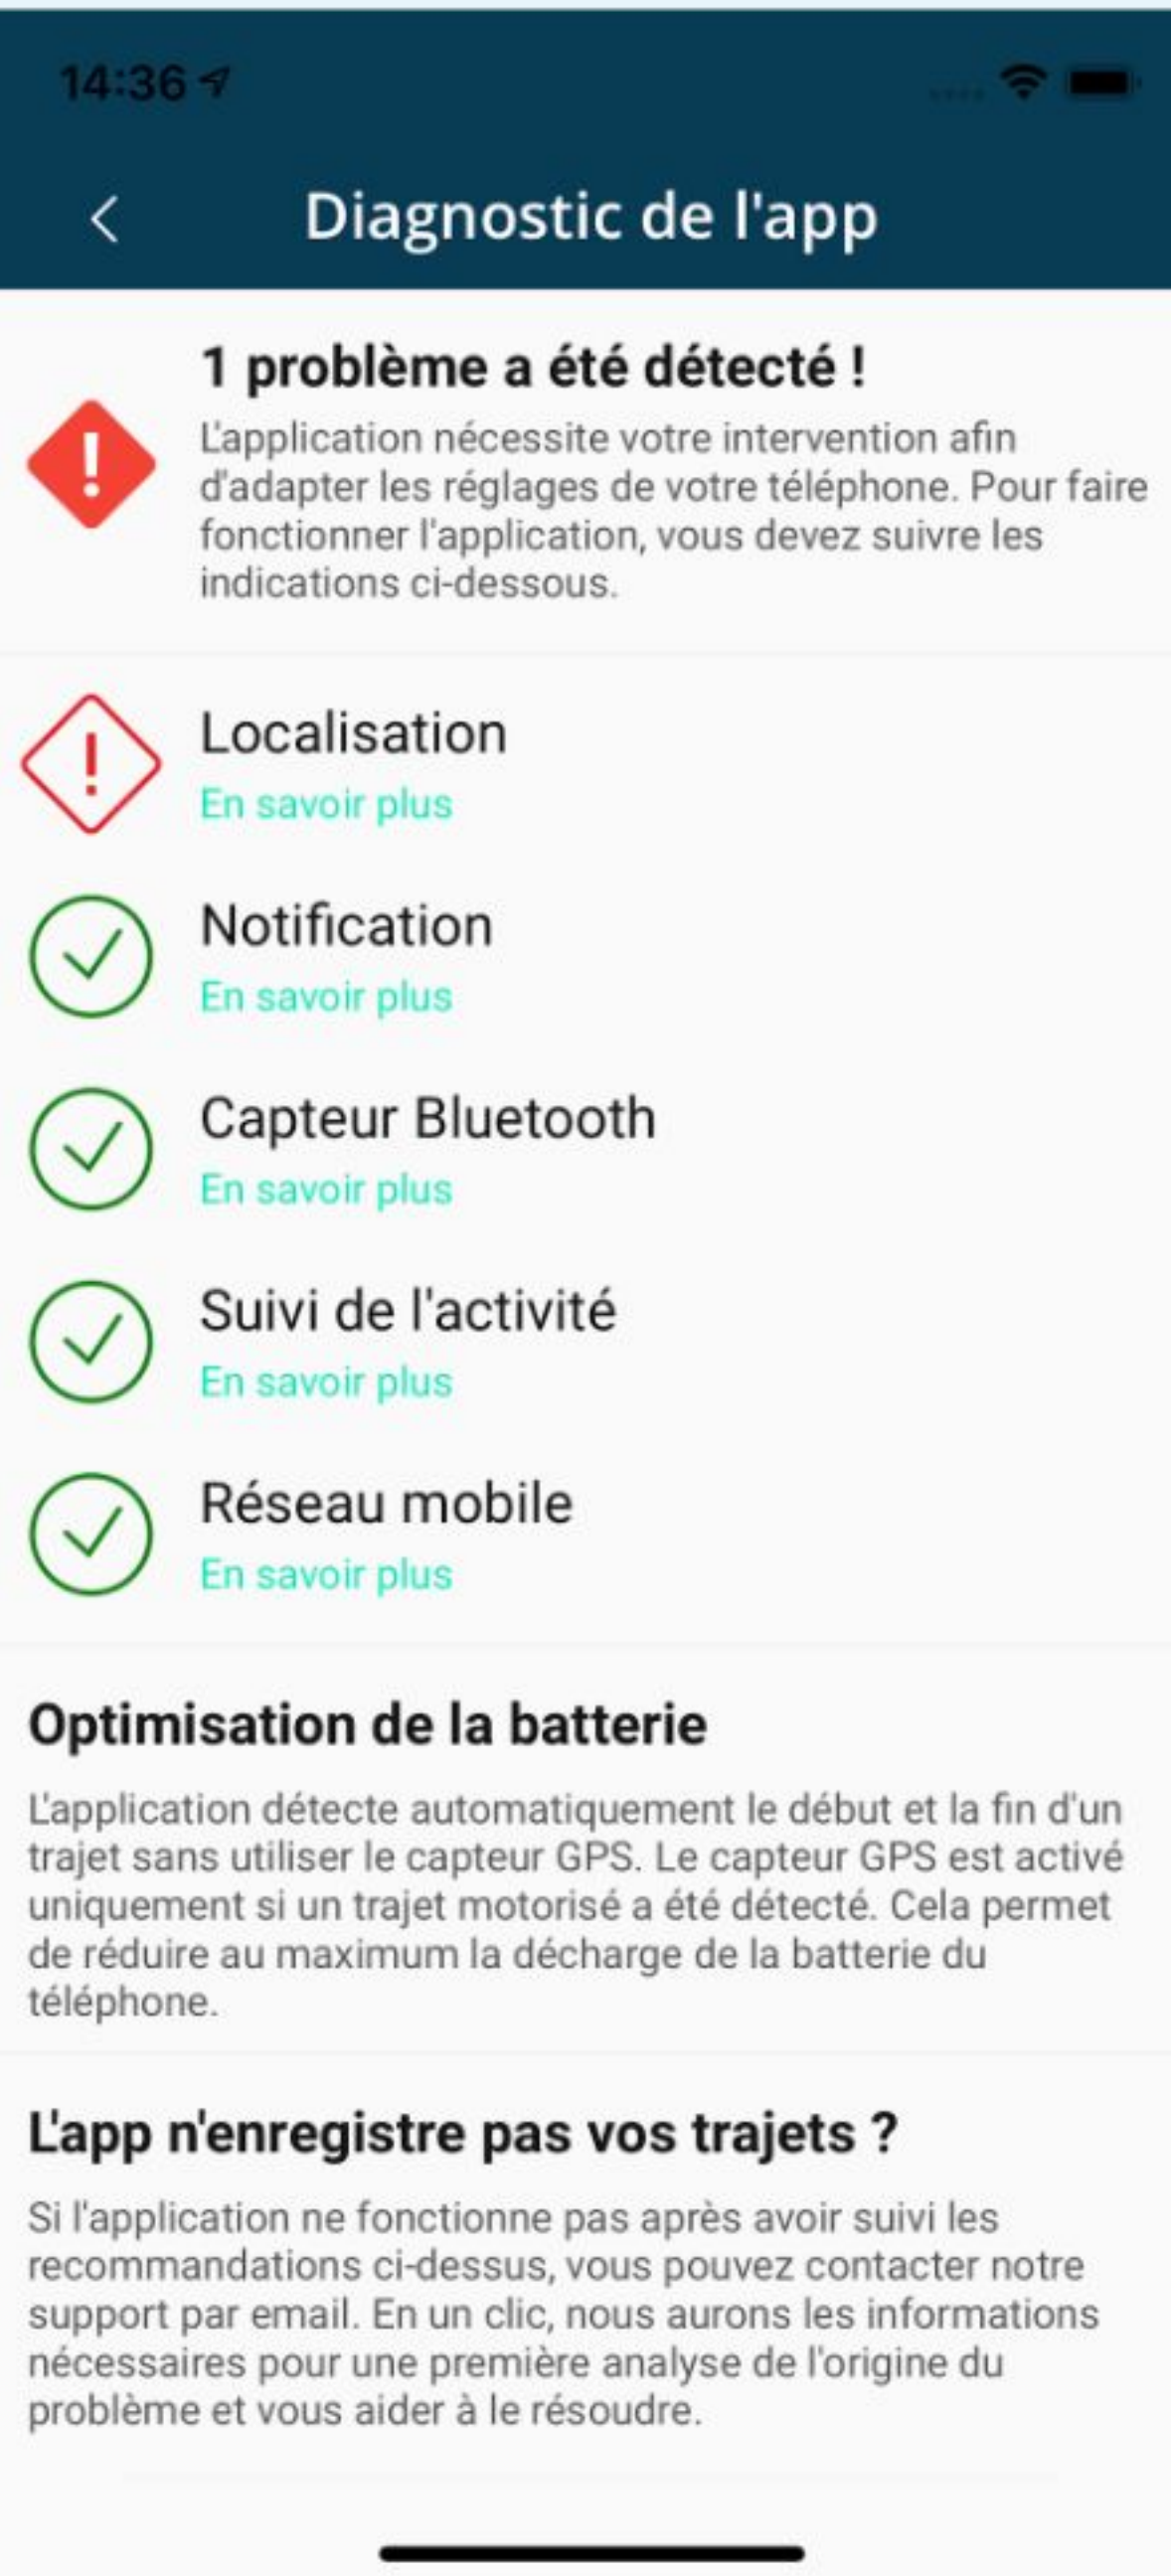 14:36
Diagnostic de l'app
1 problème a été détecté !
L'application nécessite votre intervention afin
d'adapter les réglages de votre téléphone. Pour faire
fonctionner l'application, vous devez suivre les
indications ci-dessous.
Localisation
En savoir plus
Notification
En savoir plus
Capteur Bluetooth
En savoir plus
Suivi de l'activité
En savoir plus
Réseau mobile
En savoir plus
Optimisation de la batterie
L'application détecte automatiquement le début et la fin d'un
trajet sans utiliser le capteur GPS. Le capteur GPS est activé
uniquement si un trajet motorisé a été détecté. Cela permet
de réduire au maximum la décharge de la batterie du
téléphone.
L'app n'enregistre pas vos trajets ?
Si l'application ne fonctionne pas après avoir suivi les
recommandations ci-dessus, vous pouvez contacter notre
support par email. En un clic, nous aurons les informations
nécessaires pour une première analyse de l'origine du
problème et vous aider à le résoudre.